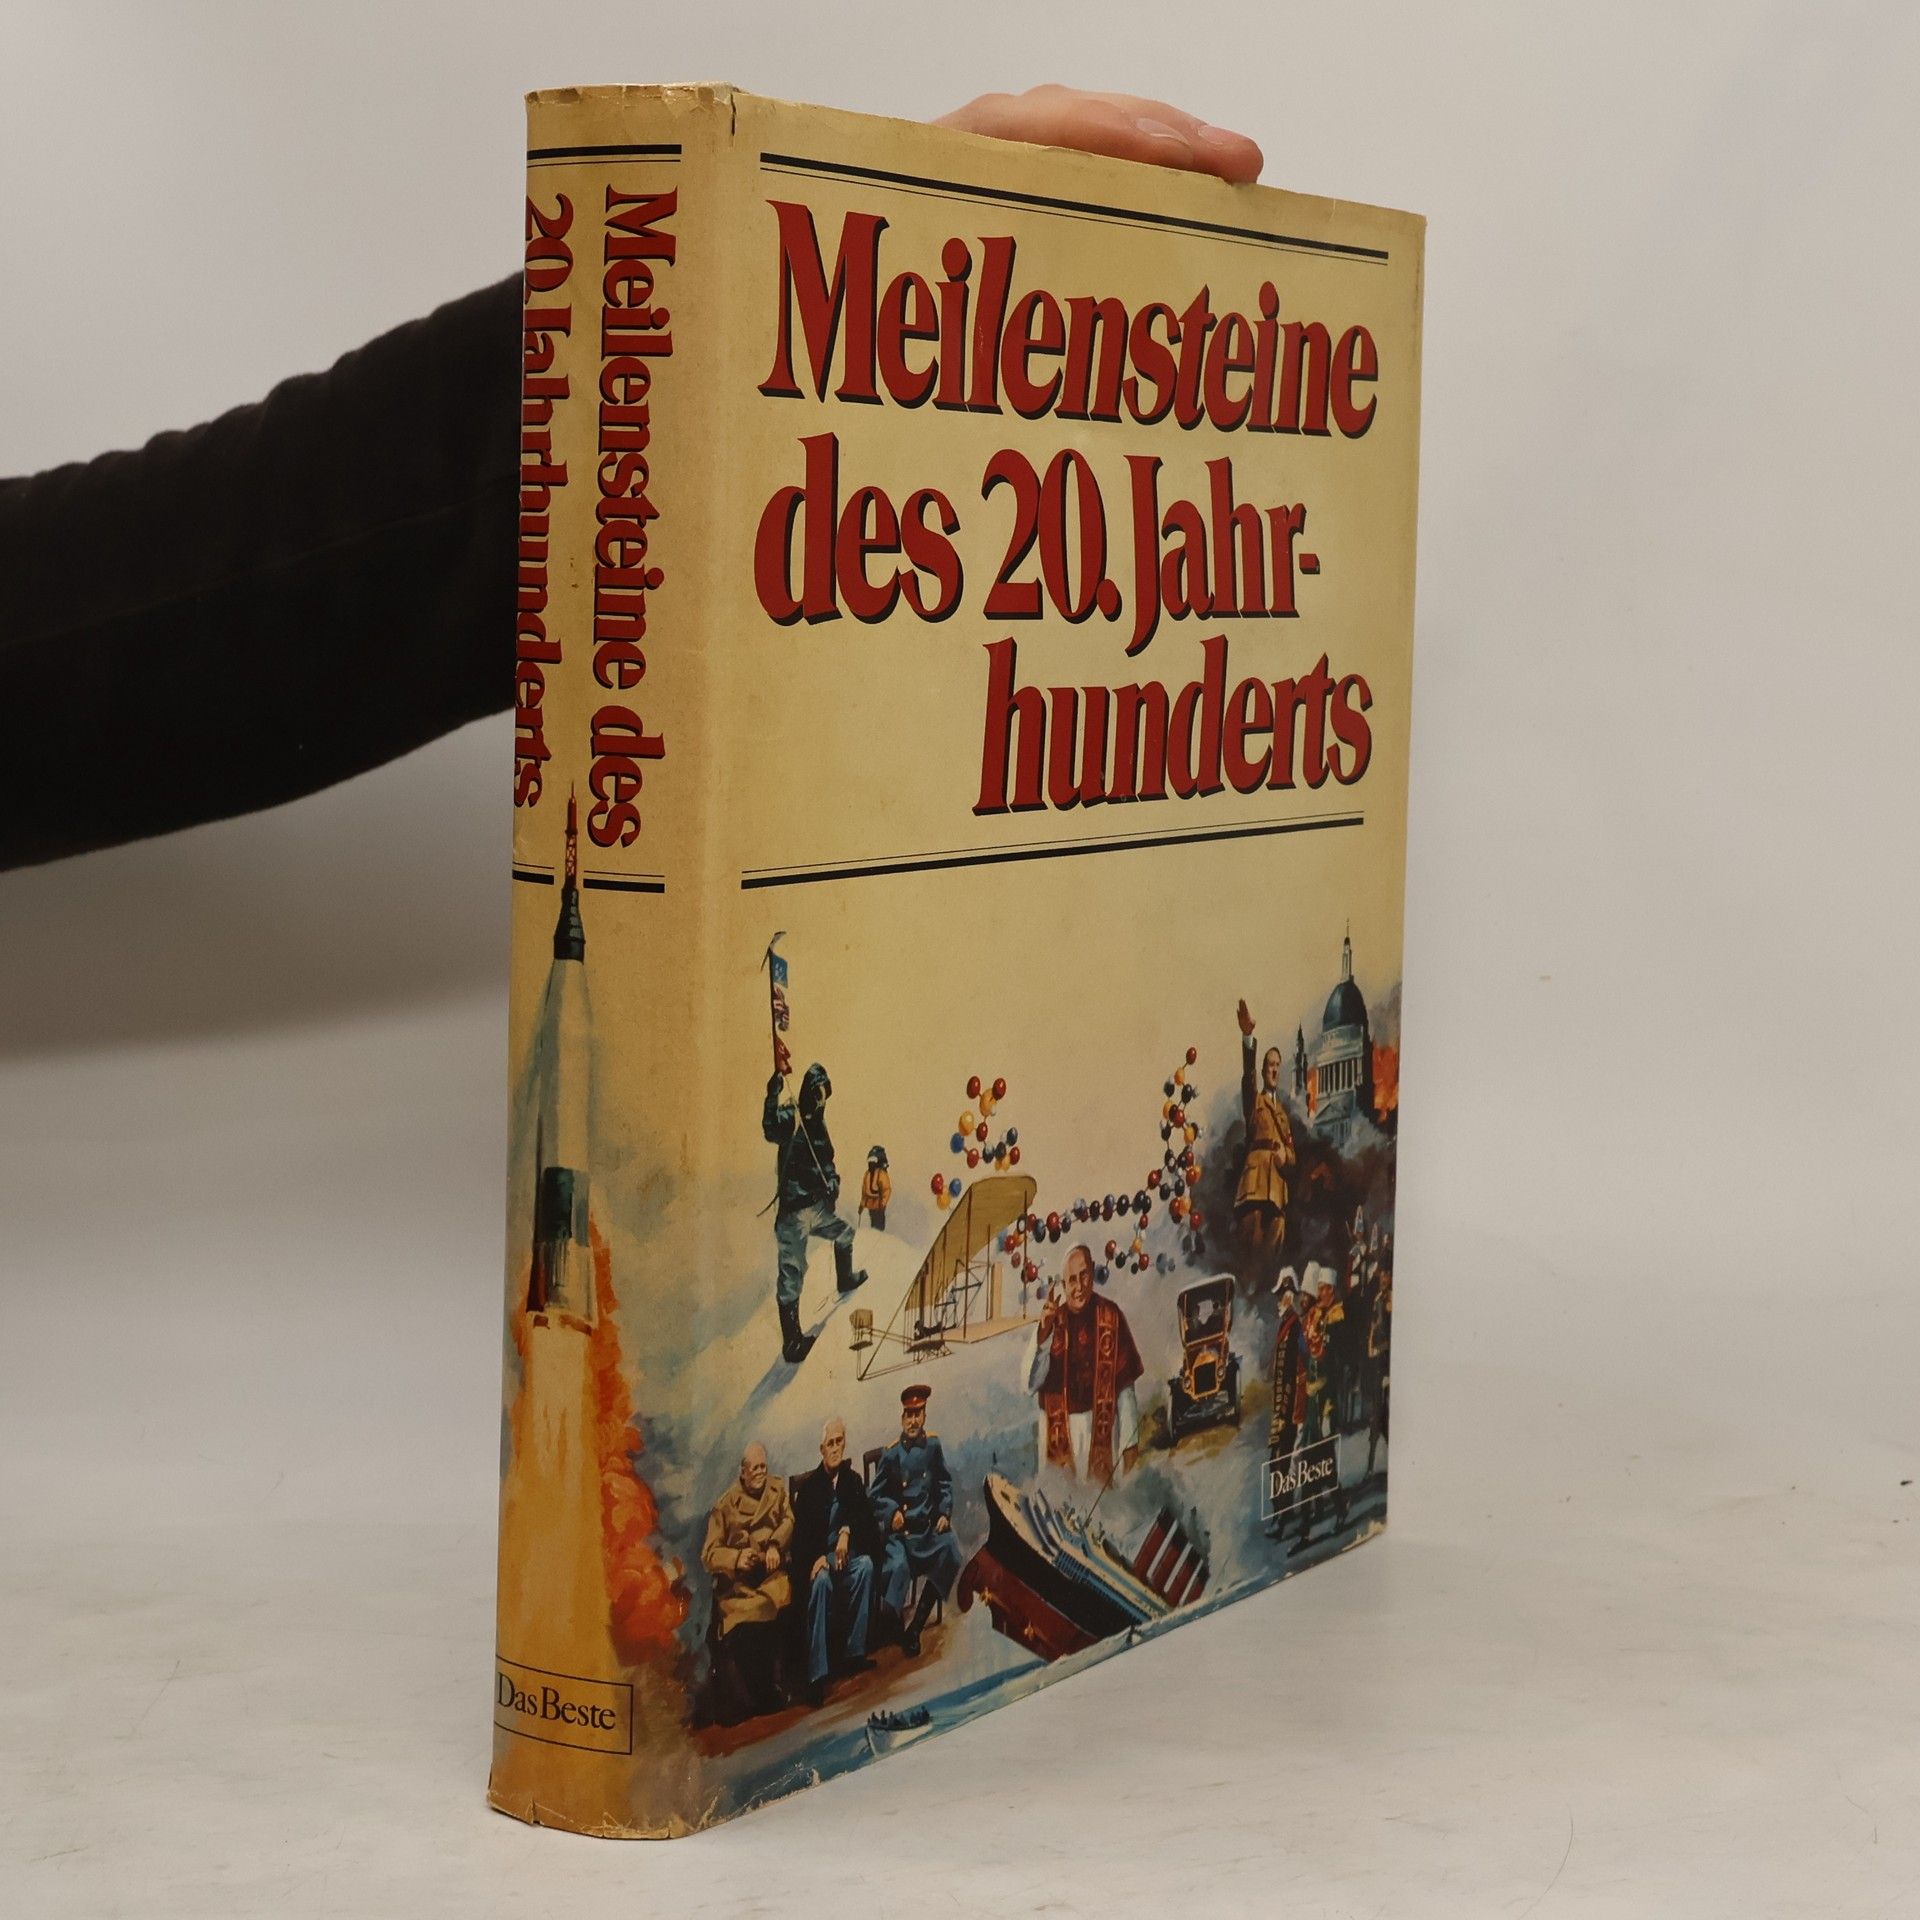 Meilensteine des
20. Jahrhunderts
Das Beste
Meilensteine
des 20. Jahr-
hunderts
Das Beste